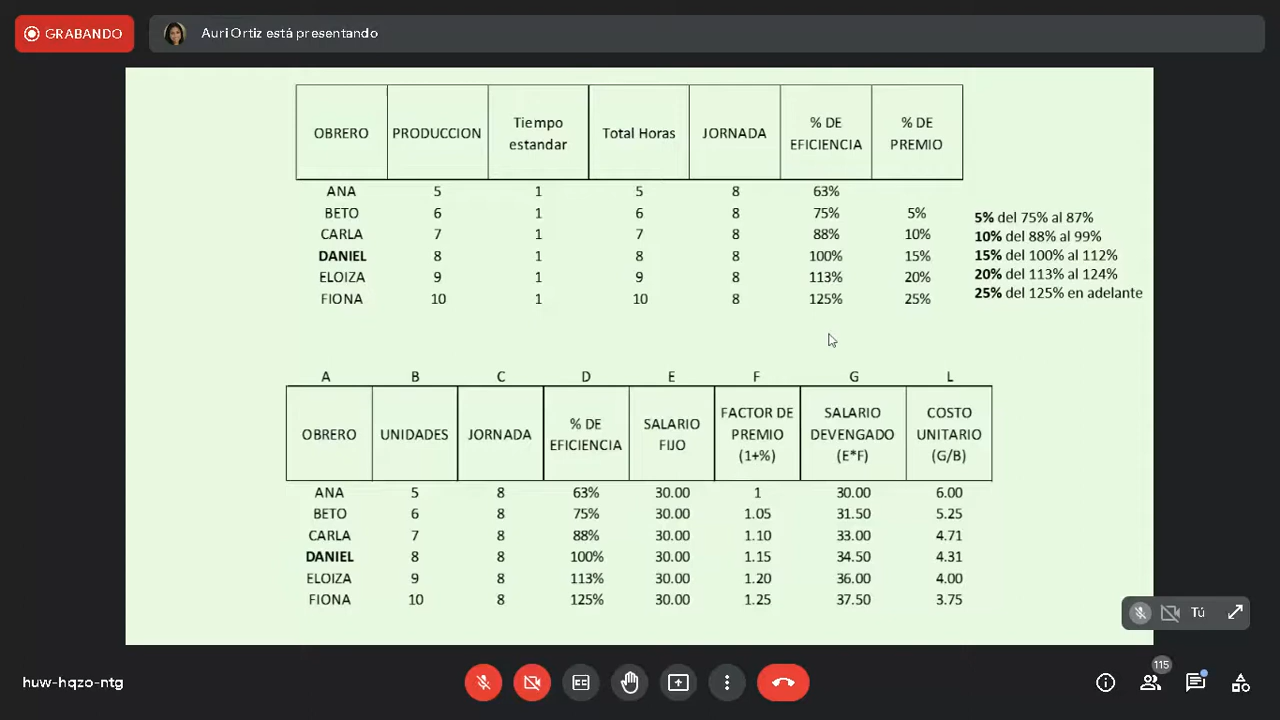 GRABANDO
Auri Ortiz está presentando
OBRERO PRODUCCION Tiempo estandar Total Horas JORNADA % DE EFICIENCIA % DE PREMIO
ANA 5 1 5 8 63%
BETO 6 1 6 8 75% 5%
CARLA 7 1 7 8 88% 10%
DANIEL 8 1 8 8 100% 15%
ELOIZA 9 1 9 8 113% 20%
FIONA 10 1 10 8 125% 25%
5% del 75% al 87%
10% del 88% al 99%
15% del 100% al 112%
20% del 113% al 124%
25% del 125% en adelante
A B C D E F G L
OBRERO UNIDADES JORNADA % DE EFICIENCIA SALARIO FIJO FACTOR DE PREMIO (1+%) SALARIO DEVENGADO (E*F) COSTO UNITARIO (G/B)
ANA 5 8 63% 30.00 1 30.00 6.00
BETO 6 8 75% 30.00 1.05 31.50 5.25
CARLA 7 8 88% 30.00 1.10 33.00 4.71
DANIEL 8 8 100% 30.00 1.15 34.50 4.31
ELOIZA 9 8 113% 30.00 1.20 36.00 4.00
FIONA 10 8 125% 30.00 1.25 37.50 3.75
Tú
huw-hqzo-ntg
115